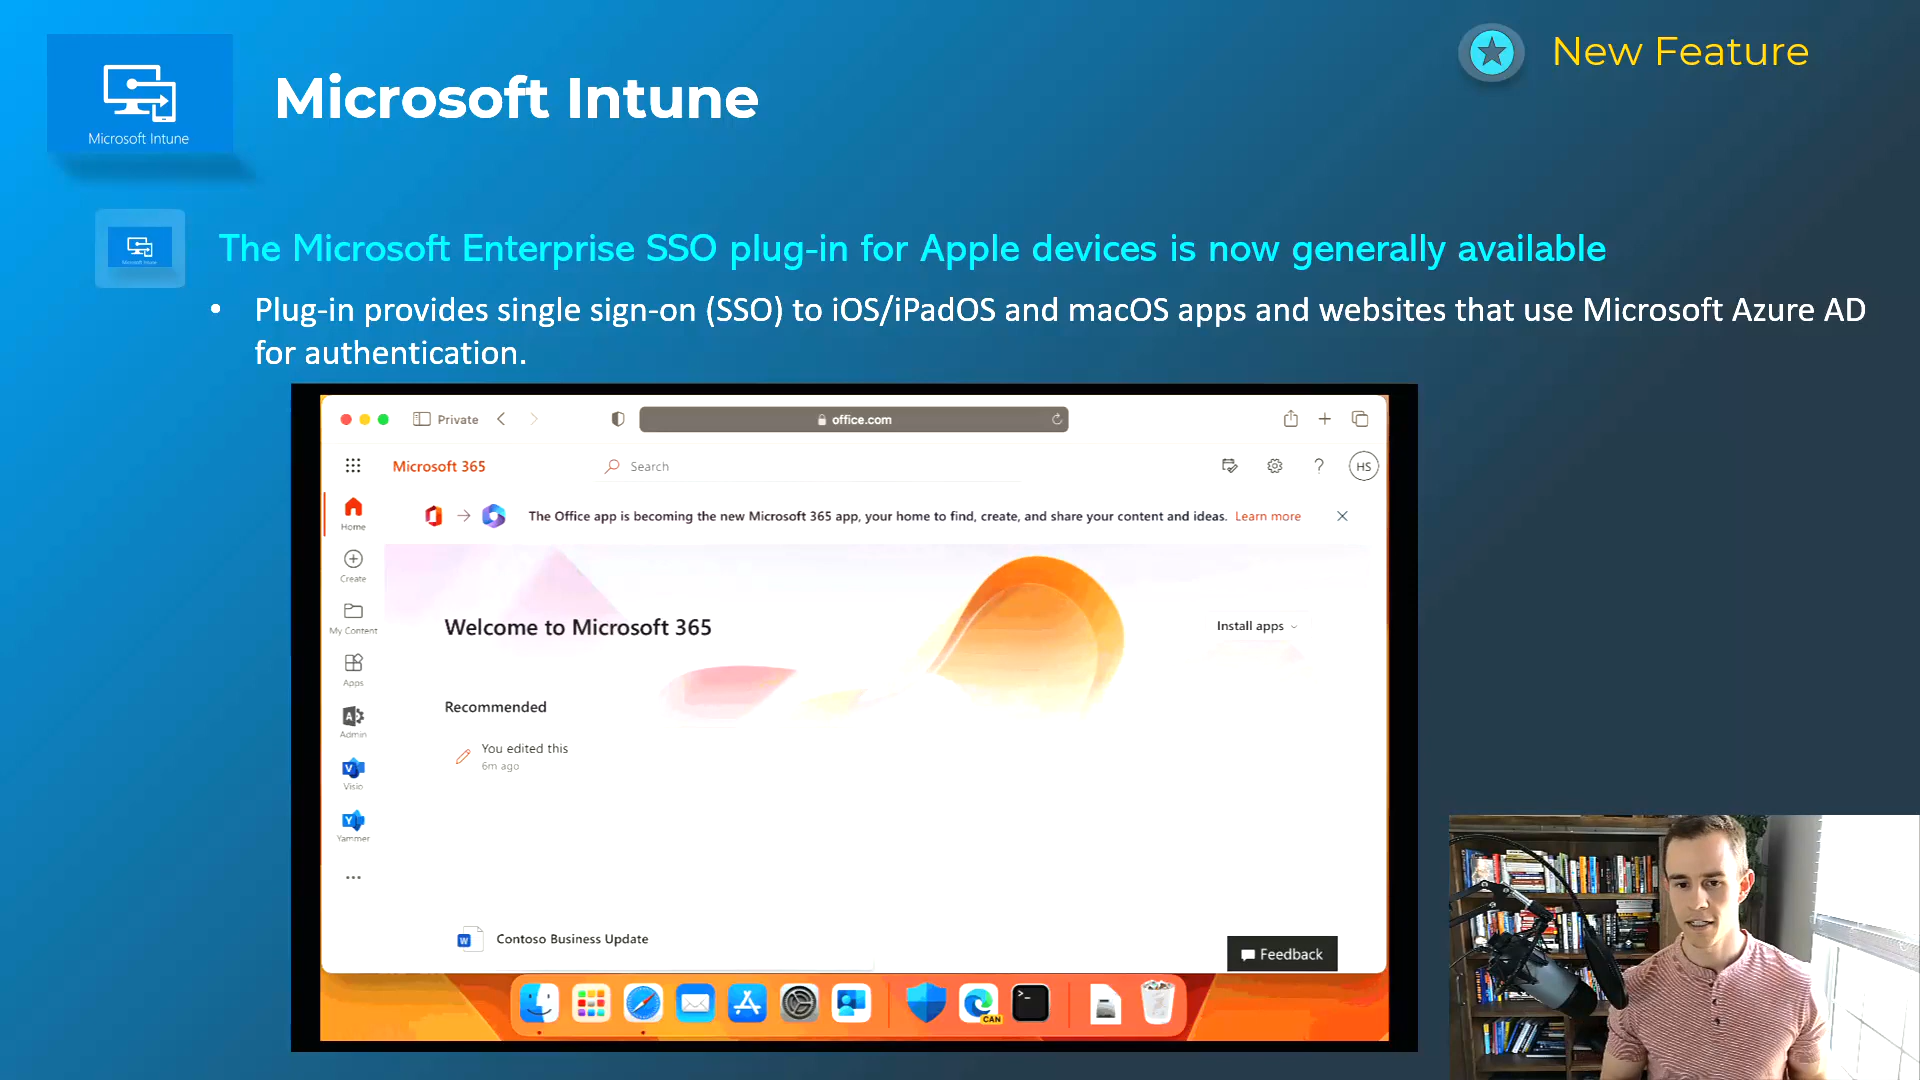 New Feature
Microsoft Intune
Microsoft Intune
The Microsoft Enterprise SSO plug-in for Apple devices is now generally available
• Plug-in provides single sign-on (SSO) to iOS/iPadOS and macOS apps and websites that use Microsoft Azure AD
for authentication.
Private
office.com
Microsoft 365
Search
?
HS
Home
The Office app is becoming the new Microsoft 365 app, your home to find, create, and share your content and ideas. Learn more
Create
My Content
Welcome to Microsoft 365
Install apps
Apps
Recommended
Admin
You edited this
6m ago
Visio
Yammer
Contoso Business Update
Feedback
CAN